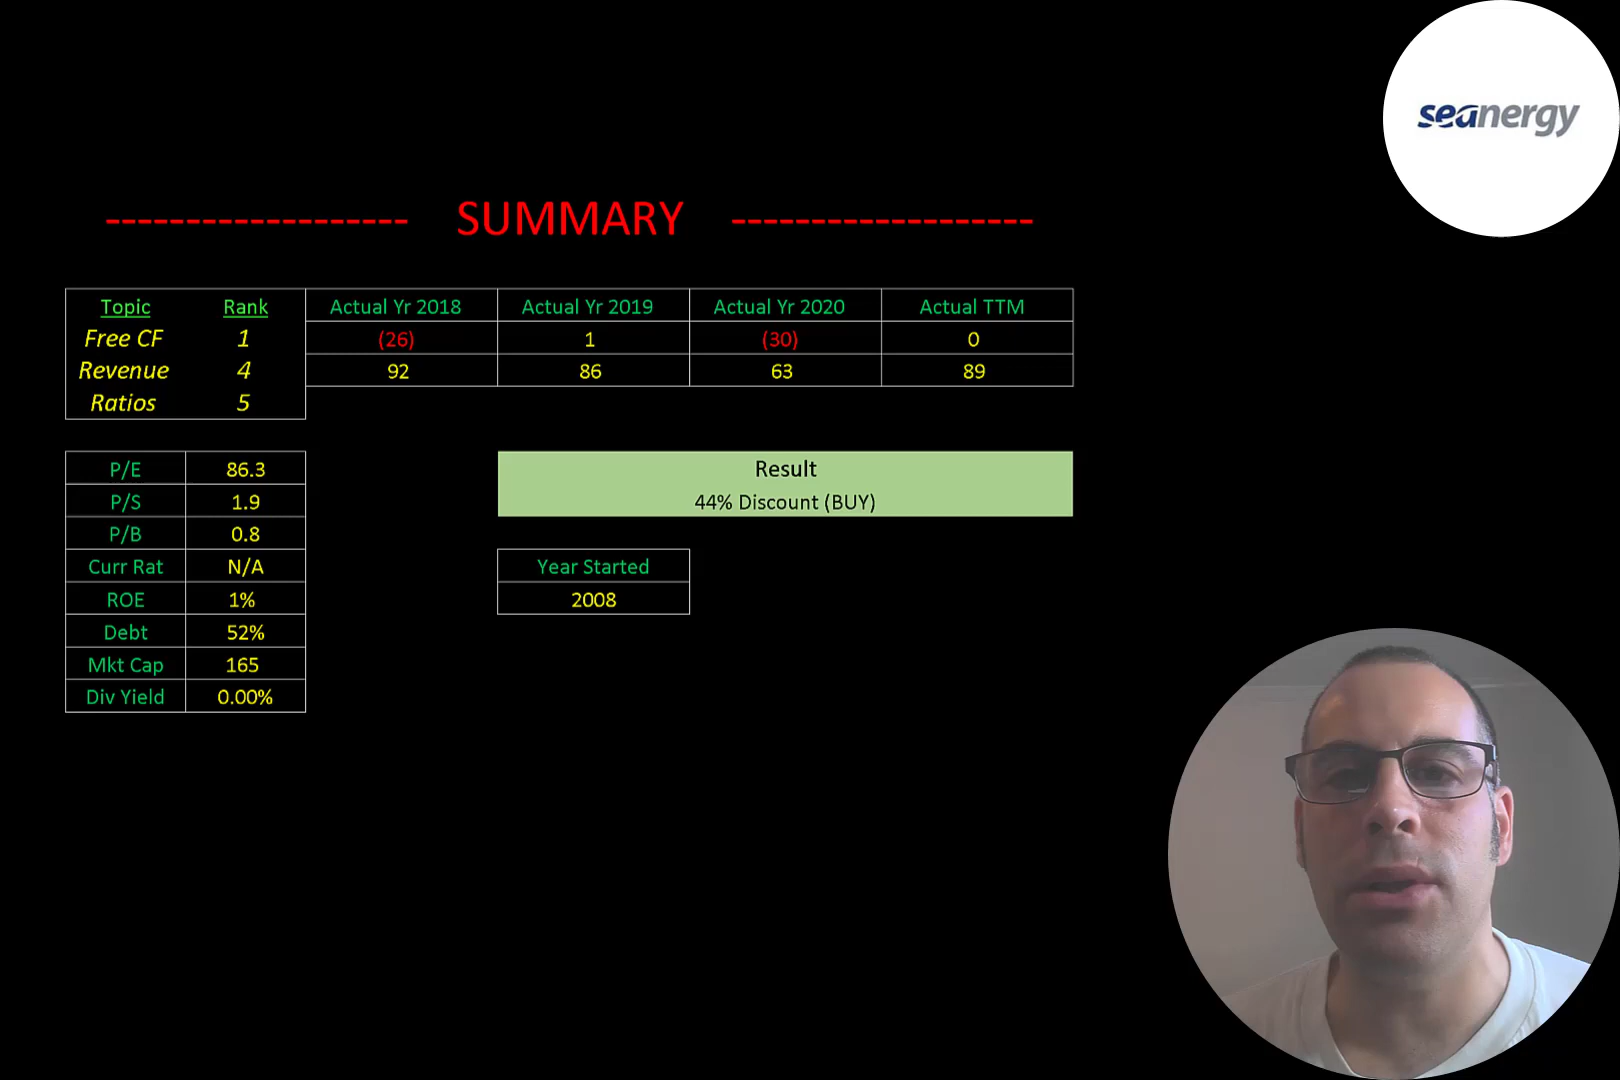 seanergy
------------------- SUMMARY -------------------
Topic Rank Actual Yr 2018 Actual Yr 2019 Actual Yr 2020 Actual TTM
Free CF 1 (26) 1 (30) 0
Revenue 4 92 86 63 89
Ratios 5
P/E 86.3
P/S 1.9
P/B 0.8
Curr Rat N/A
ROE 1%
Debt 52%
Mkt Cap 165
Div Yield 0.00%
Result
44% Discount (BUY)
Year Started
2008